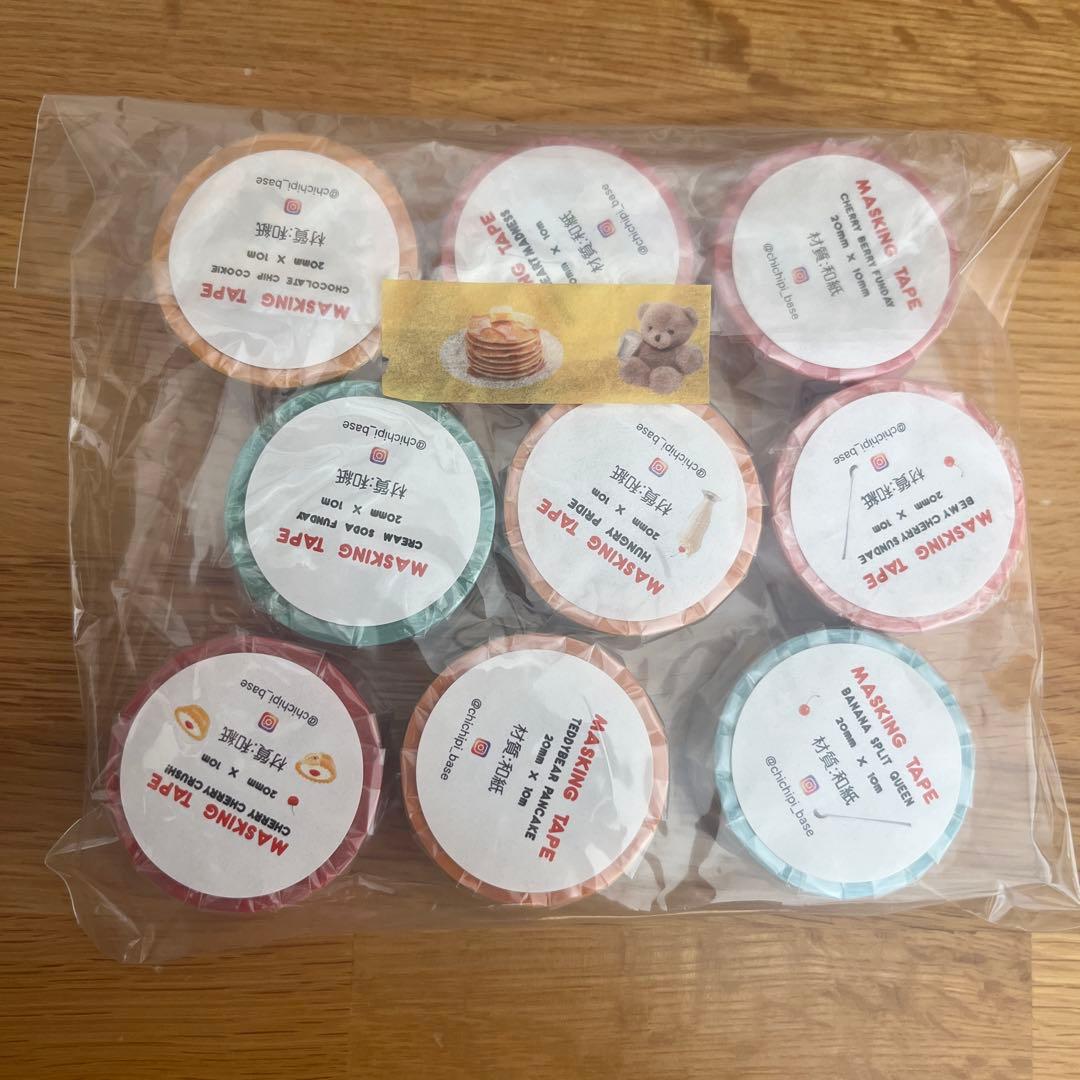 MASKING TAPE
CHOCOLATE CHIP COOKIE
20mm X 10m
材質:和紙
@chichipi_base
MASKING TAPE
EART MADNESS
mm X 10m
材質:和紙
@chichipi_base
MASKING TAPE
CHERRY BERRY FUNDAY
20mm X 10mm
材質:和紙
@chichipi_base
MASKING TAPE
CREAM SODA FUNDAY
20mm X 10m
材質:和紙
@chichipi_base
MASKING TAPE
HUNGRY PRIDE
20mm X 10m
材質:和紙
@chichipi_base
MASKING TAPE
BE MY CHERRY SUNDAE
20mm X 10m
材質:和紙
@chichipi_base
MASKING TAPE
CHERRY CHERRY CRUSH!
20mm X 10m
材質:和紙
@chichipi_base
MASKING TAPE
TEDDYBEAR PANCAKE
20mm X 10m
材質:和紙
@chichipi_base
MASKING TAPE
BANANA SPLIT QUEEN
20mm X 10m
材質:和紙
@chichipi_base